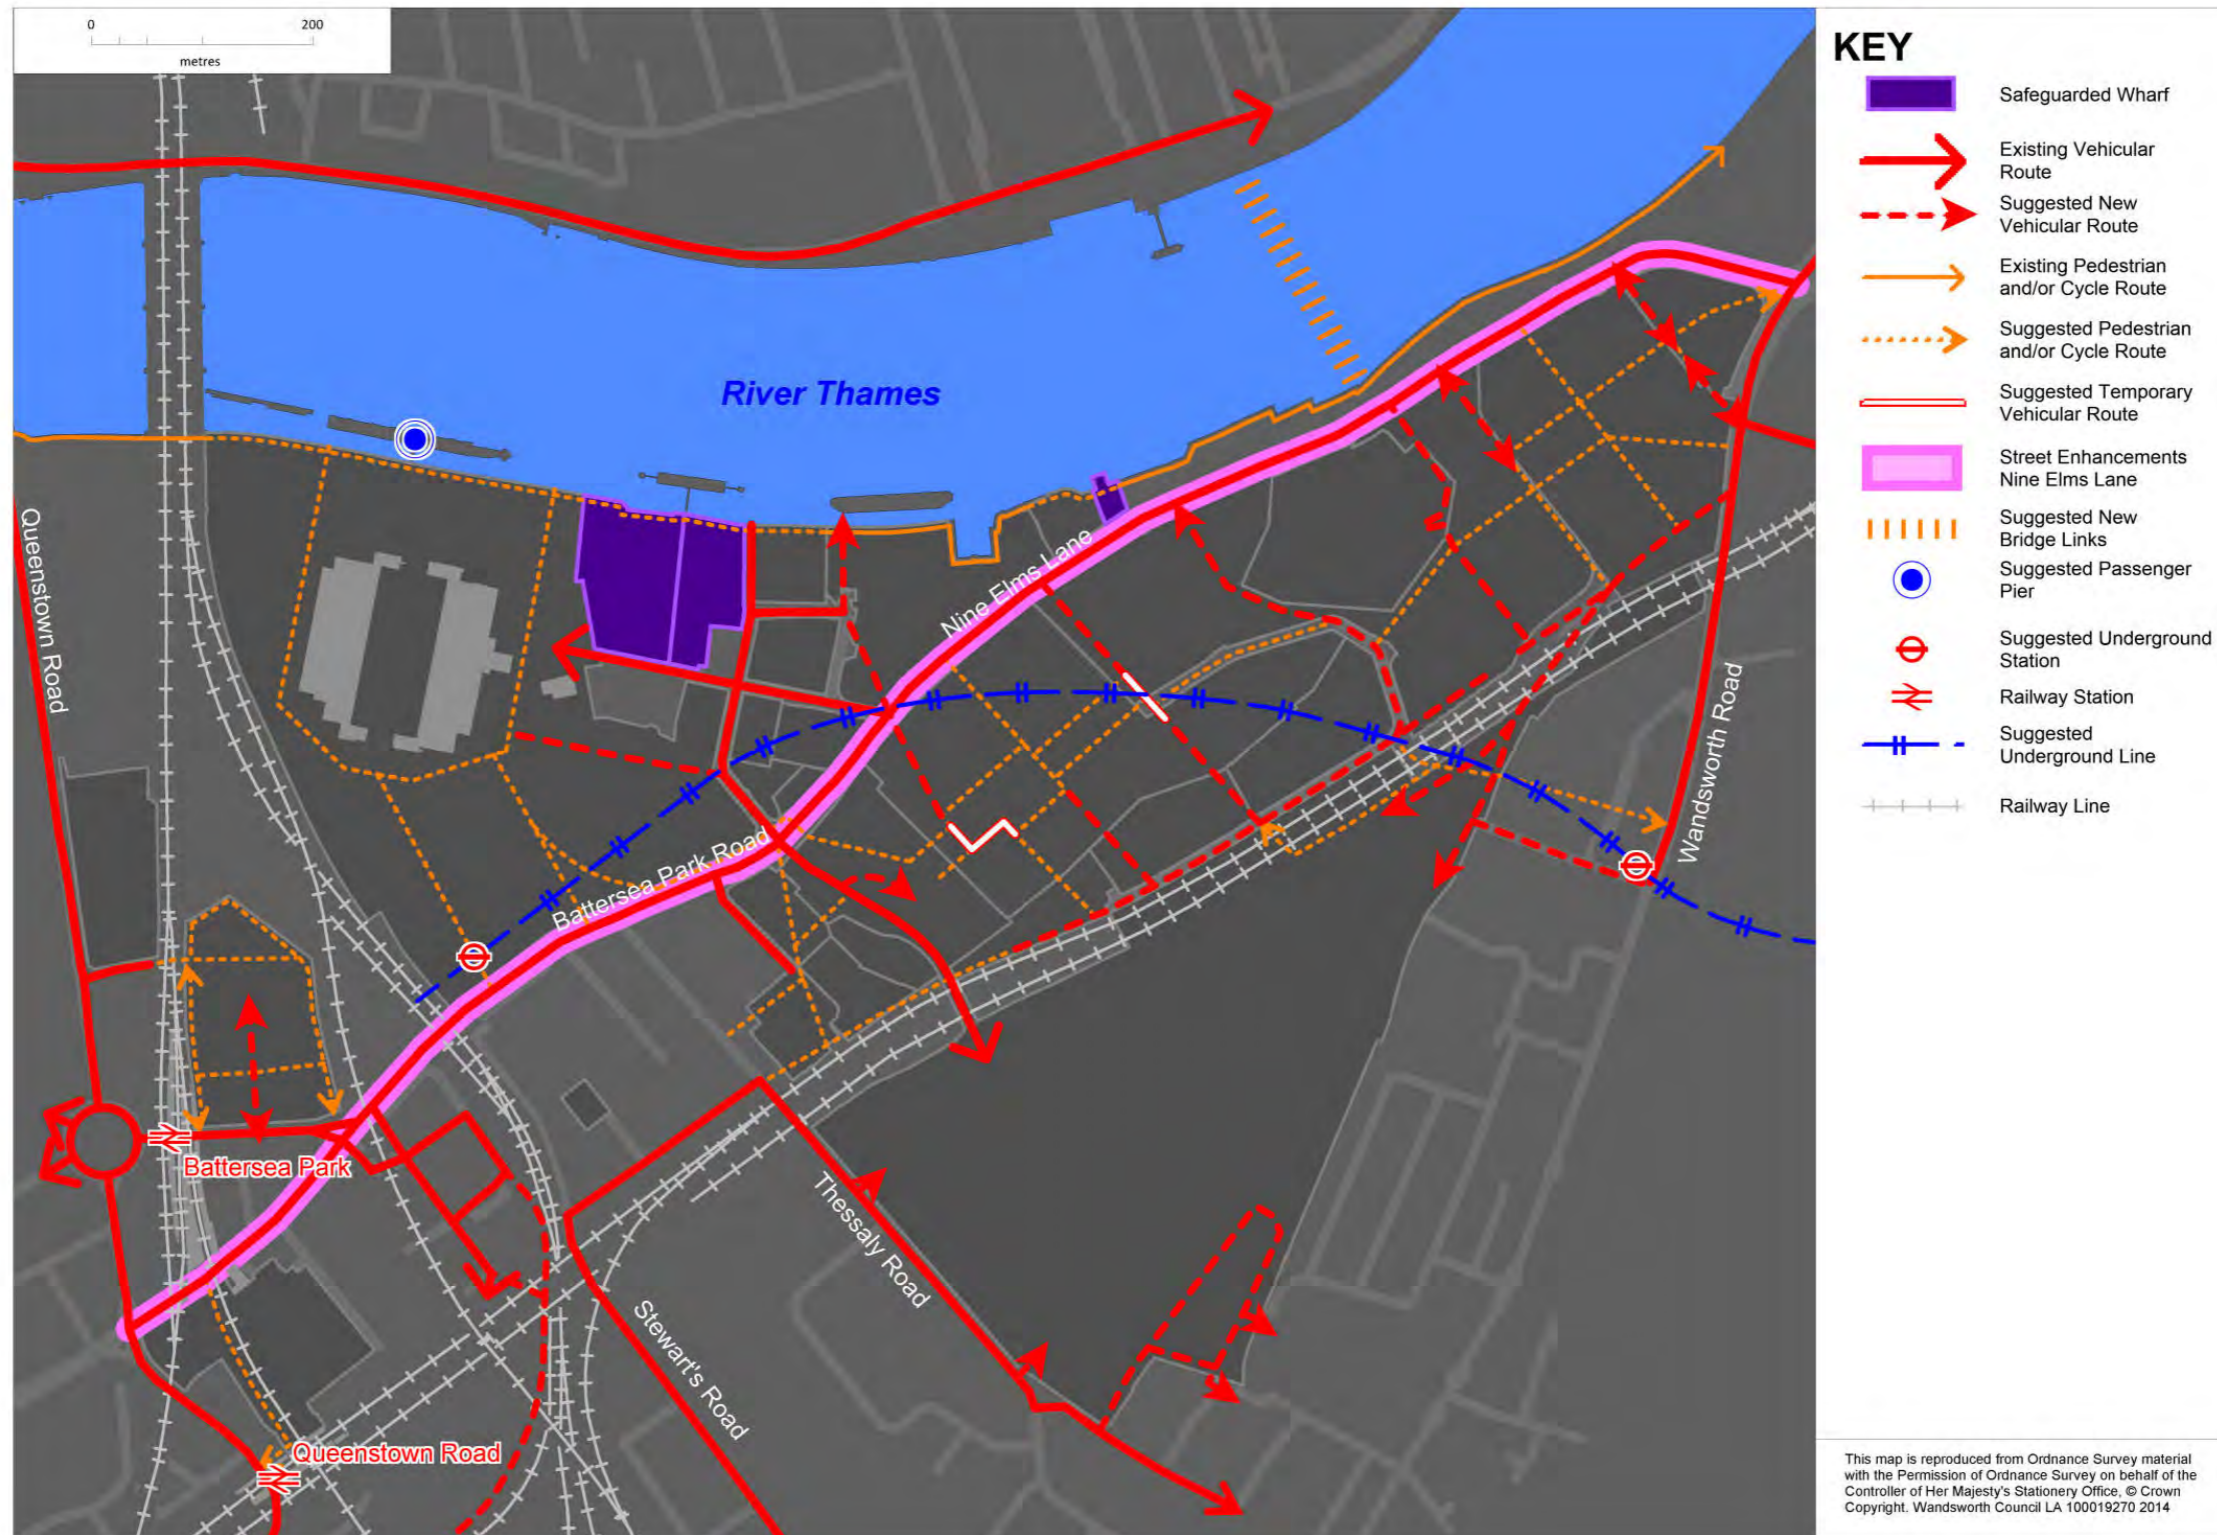 0 200
metres
River Thames
Queenstown Road
Nine Elms Lane
Battersea Park Road
Wandsworth Road
Battersea Park
Thessaly Road
Stewart's Road
Queenstown Road
KEY
Safeguarded Wharf
Existing Vehicular
Route
Suggested New
Vehicular Route
Existing Pedestrian
and/or Cycle Route
Suggested Pedestrian
and/or Cycle Route
Suggested Temporary
Vehicular Route
Street Enhancements
Nine Elms Lane
Suggested New
Bridge Links
Suggested Passenger
Pier
Suggested Underground
Station
Railway Station
Suggested
Underground Line
Railway Line
This map is reproduced from Ordnance Survey material
with the Permission of Ordnance Survey on behalf of the
Controller of Her Majesty's Stationery Office, © Crown
Copyright. Wandsworth Council LA 100019270 2014